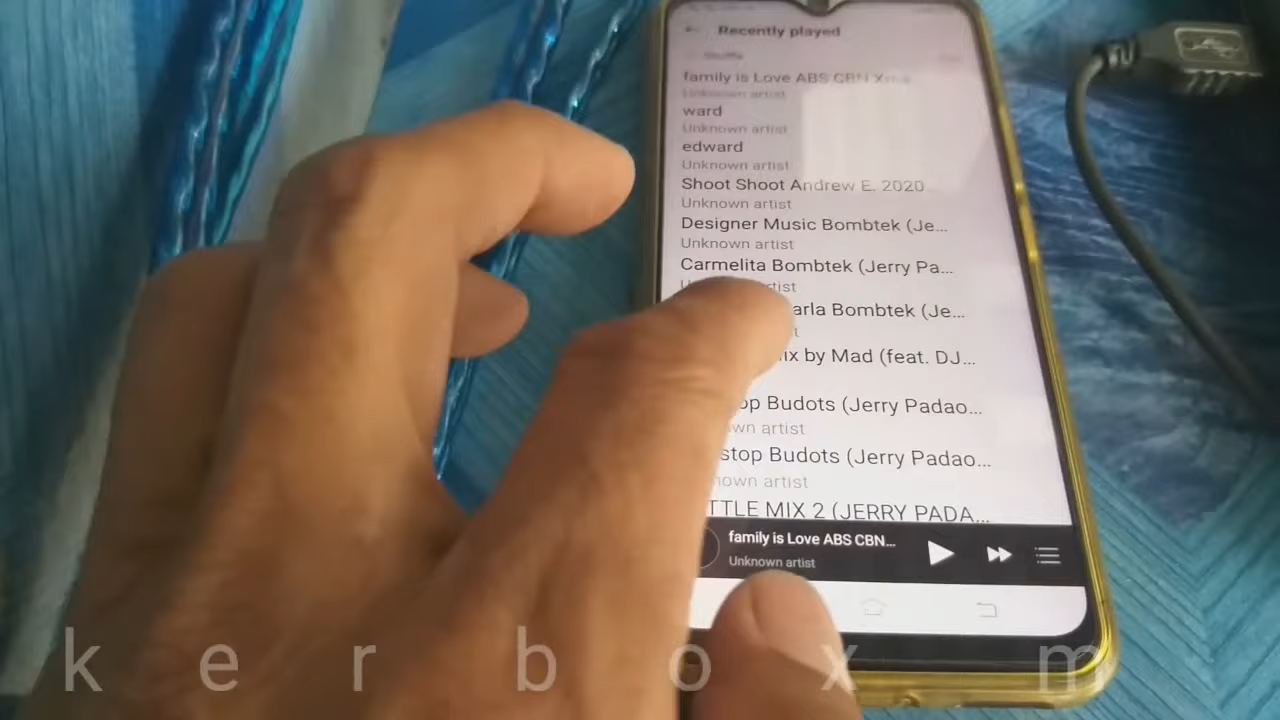 Recently played
Shuffle
family is Love ABS CBN Xmas
Unknown artist
ward
Unknown artist
edward
Unknown artist
Shoot Shoot Andrew E. 2020
Unknown artist
Designer Music Bombtek (Je...
Unknown artist
Carmelita Bombtek (Jerry Pa...
arla Bombtek (Je...
ix by Mad (feat. DJ...
op Budots (Jerry Padao...
wn artist
stop Budots (Jerry Padao...
nown artist
TTLE MIX 2 (JERRY PADA...
family is Love ABS CBN...
Unknown artist
k e r b o x m